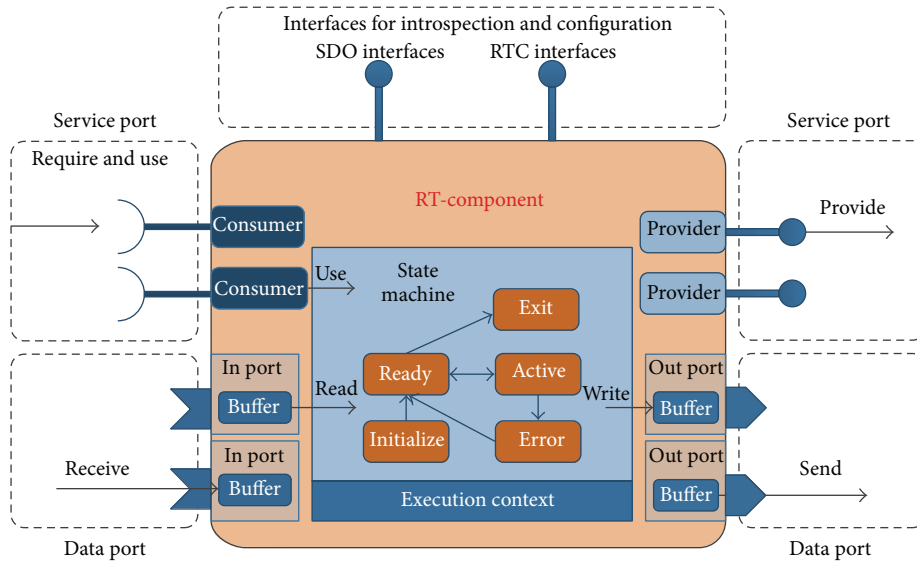 Interfaces for introspection and configuration
SDO interfaces
RTC interfaces
Service port
Service port
Require and use
RT-component
Consumer
Provider
Provide
Consumer
Use
State
machine
Provider
Exit
In port
Ready
Active
Out port
Buffer
Read
Write
Buffer
Initialize
Error
In port
Out port
Receive
Buffer
Buffer
Send
Execution context
Data port
Data port